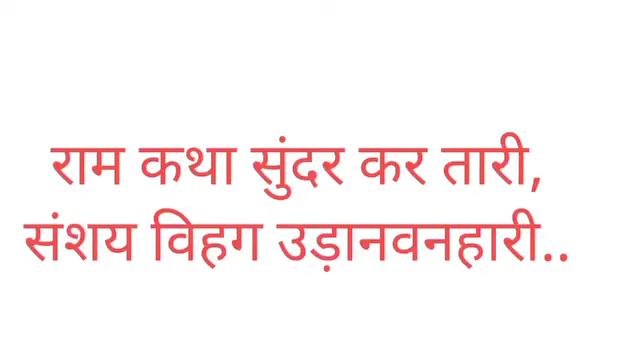 राम कथा सुंदर कर तारी,
संशय विहग उड़ानवनहारी..